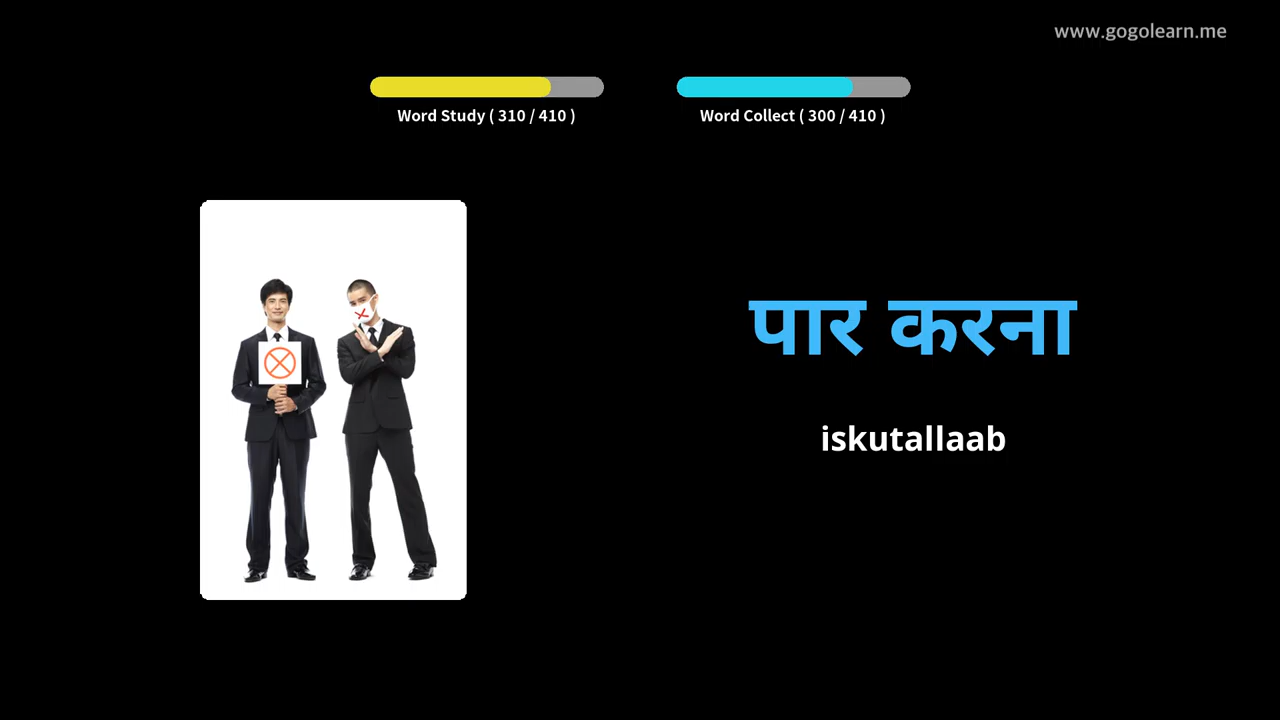 www.gogolearn.me
Word Study ( 310 / 410 )
Word Collect ( 300 / 410 )
पार करना
iskutallaab